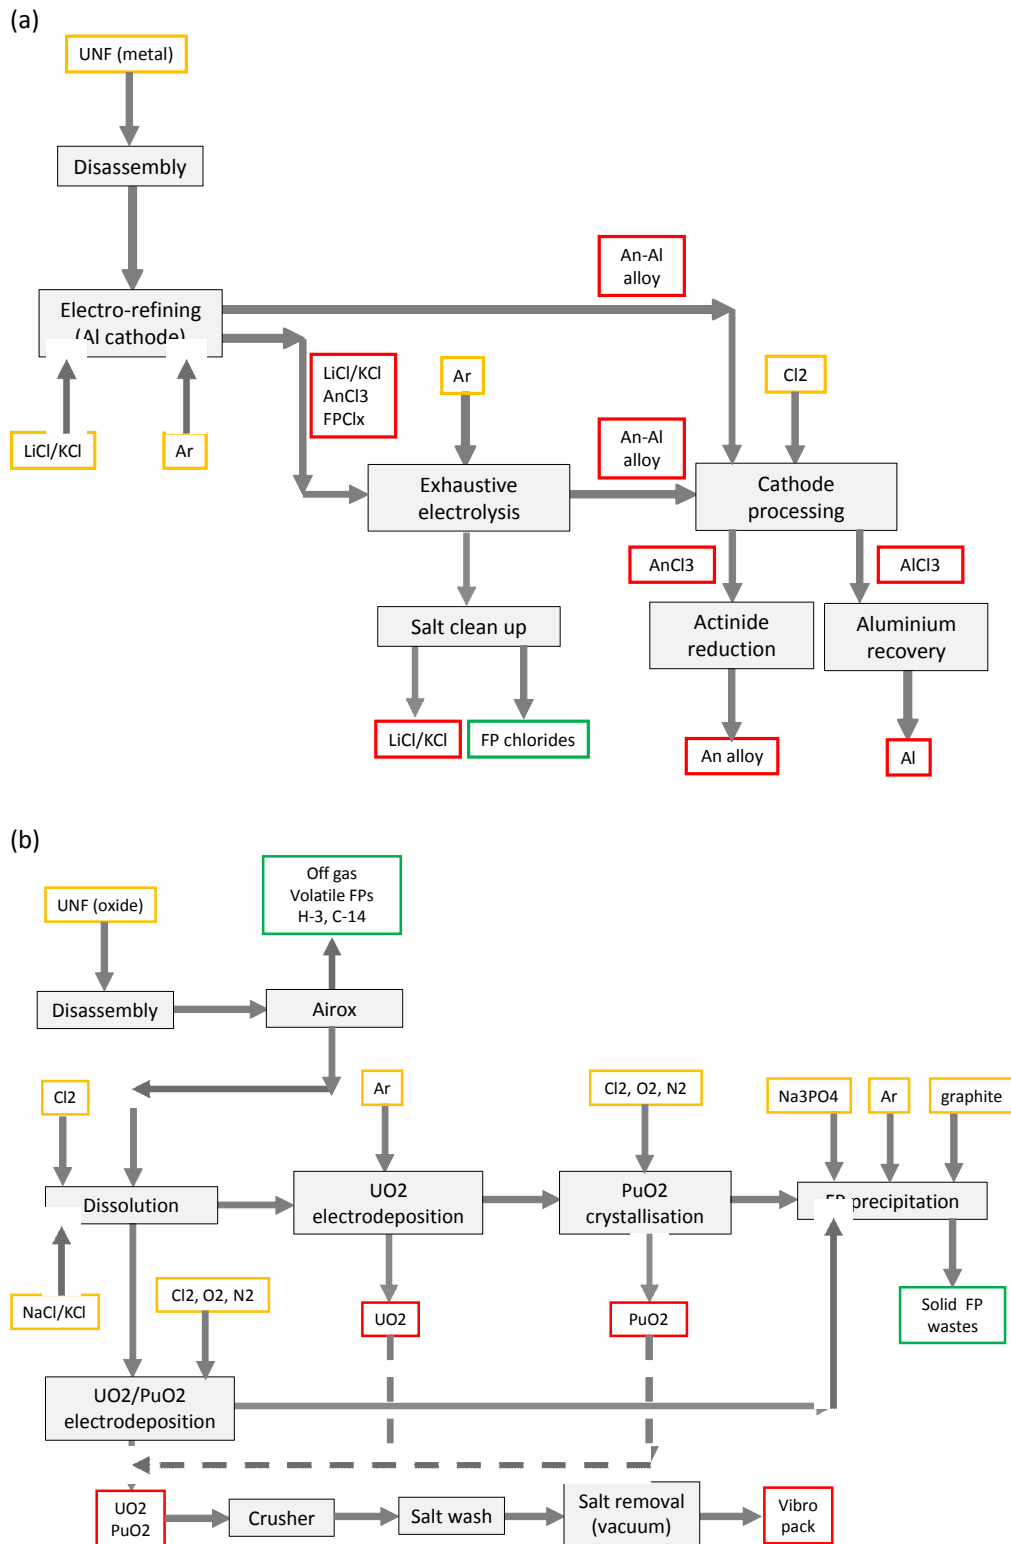 (a)
UNF (metal)
Disassembly
An-Al
alloy
Electro-refining
(Al cathode)
LiCl/KCl
AnCl3
FPClx
Ar
Cl2
LiCl/KCl
Ar
An-Al
alloy
Exhaustive
electrolysis
Cathode
processing
AnCl3
AlCl3
Salt clean up
Actinide
reduction
Aluminium
recovery
LiCl/KCl
FP chlorides
An alloy
Al
(b)
Off gas
Volatile FPs
H-3, C-14
UNF (oxide)
Disassembly
Airox
Cl2
Ar
Cl2, O2, N2
Na3PO4
Ar
graphite
Dissolution
UO2
electrodeposition
PuO2
crystallisation
FP precipitation
NaCl/KCl
Cl2, O2, N2
UO2
PuO2
Solid FP
wastes
UO2/PuO2
electrodeposition
UO2
PuO2
Crusher
Salt wash
Salt removal
(vacuum)
Vibro
pack